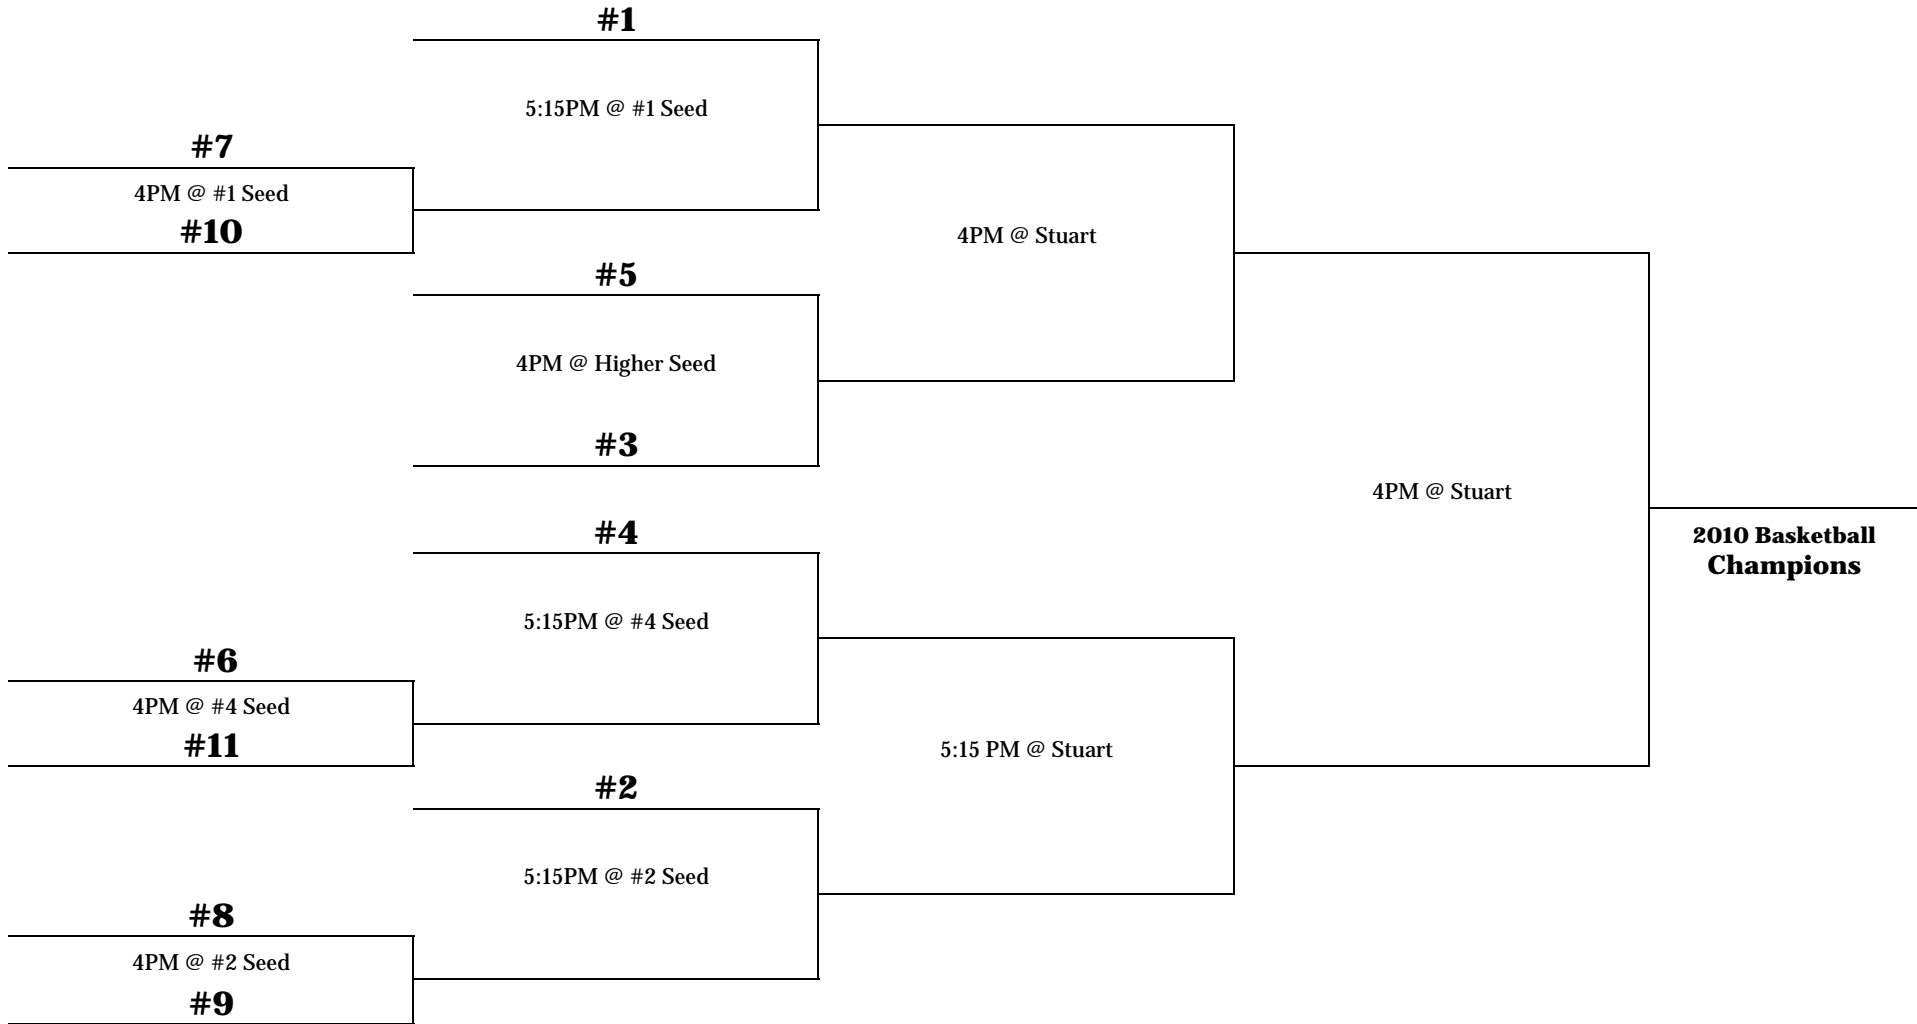 #1
5:15PM @ #1 Seed
#7
4PM @ #1 Seed
#10
4PM @ Stuart
#5
4PM @ Higher Seed
#3
4PM @ Stuart
2010 Basketball
Champions
#4
5:15PM @ #4 Seed
#6
4PM @ #4 Seed
#11
5:15 PM @ Stuart
#2
5:15PM @ #2 Seed
#8
4PM @ #2 Seed
#9